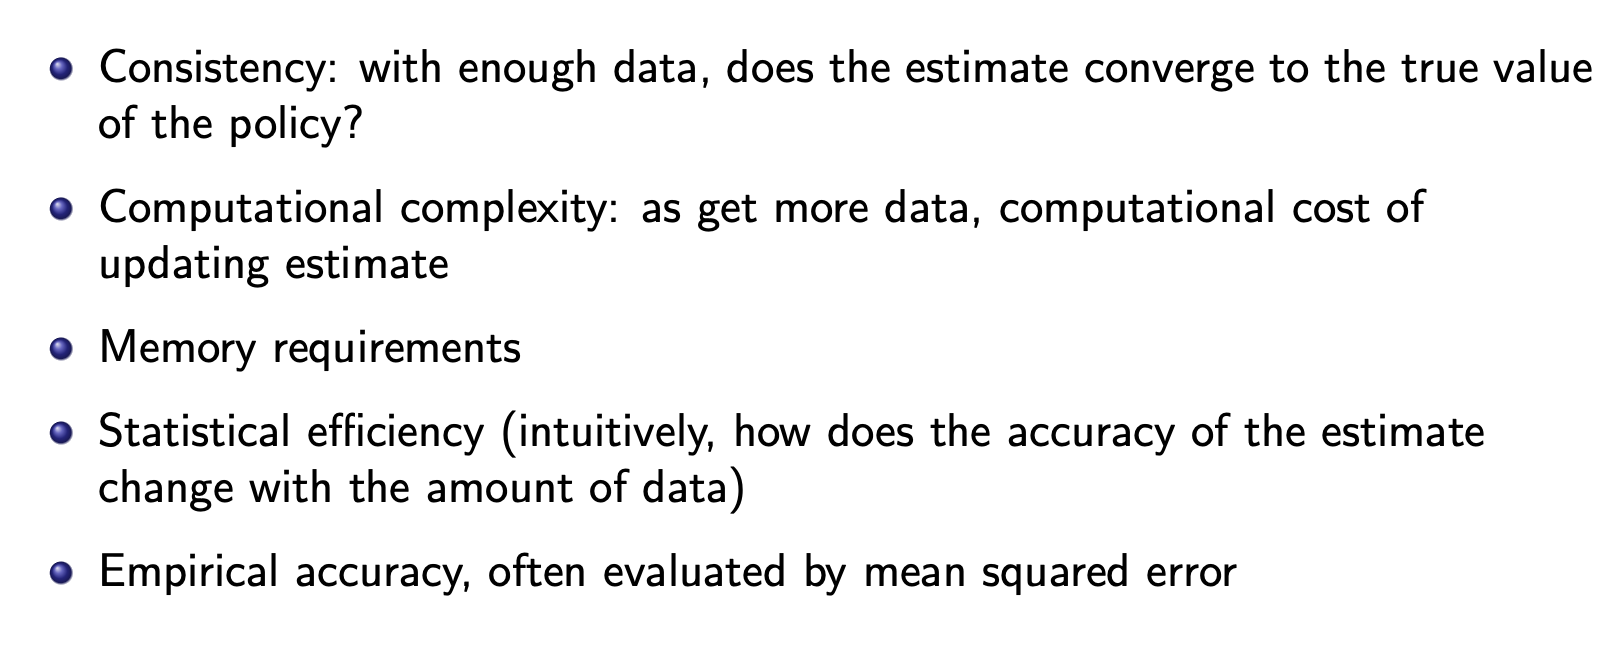 Consistency: with enough data, does the estimate converge to the true value
of the policy?
Computational complexity: as get more data, computational cost of
updating estimate
Memory requirements
Statistical efficiency (intuitively, how does the accuracy of the estimate
change with the amount of data)
Empirical accuracy, often evaluated by mean squared error